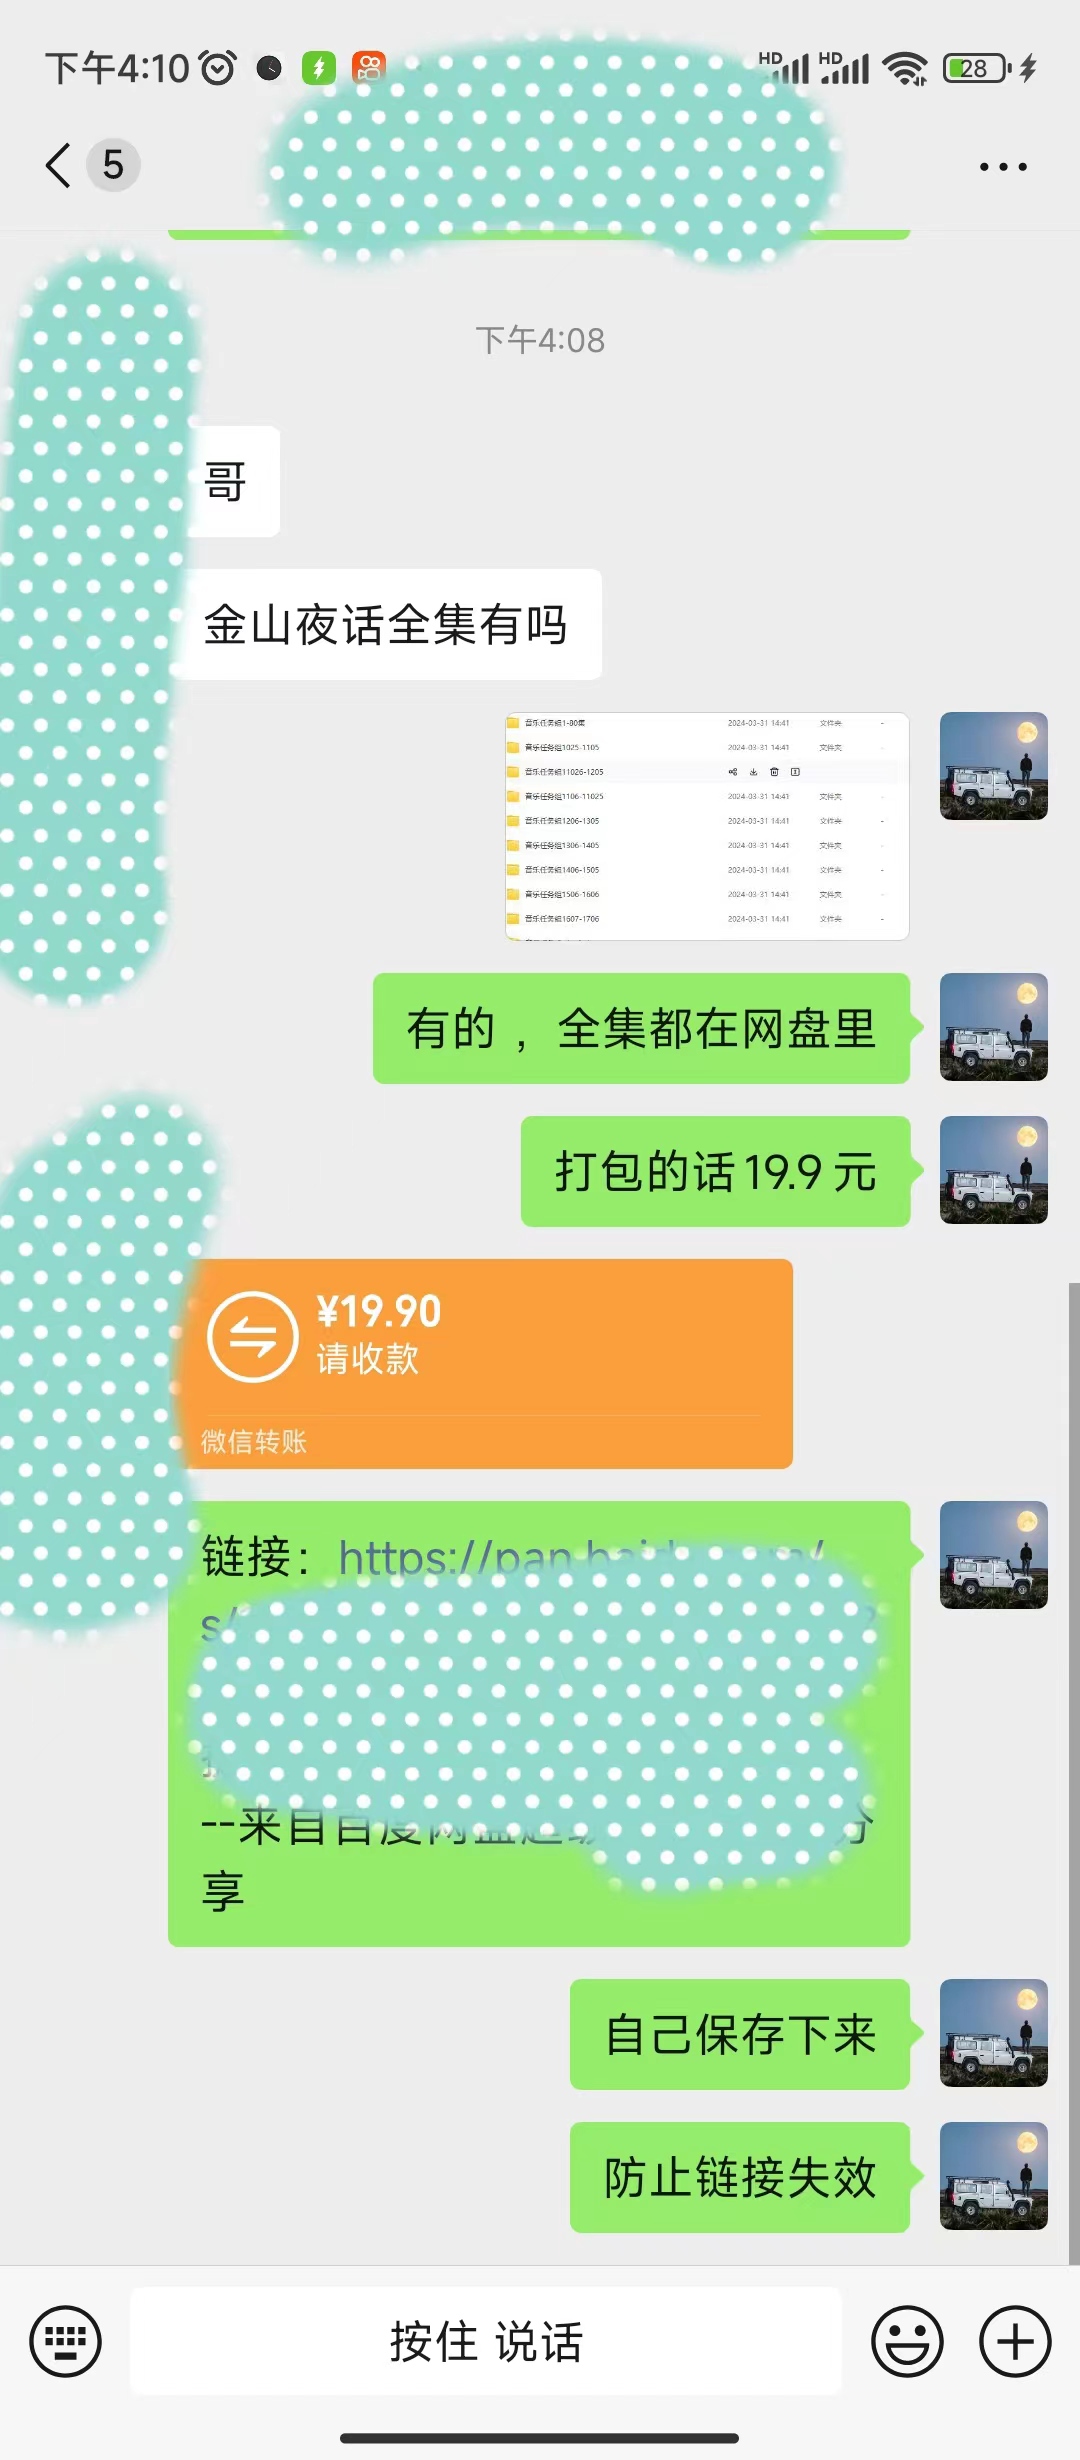 下午4:10
HD
HD
28
5
下午4:08
哥
金山夜话全集有吗
音乐任务组1-80集 2024-03-31 14:41 文件夹 -
音乐任务组1025-1105 2024-03-31 14:41 文件夹 -
音乐任务组11026-1205
音乐任务组1106-11025 2024-03-31 14:41 文件夹 -
音乐任务组1206-1305 2024-03-31 14:41 文件夹 -
音乐任务组1306-1405 2024-03-31 14:41 文件夹 -
音乐任务组1406-1505 2024-03-31 14:41 文件夹 -
音乐任务组1506-1606 2024-03-31 14:41 文件夹 -
音乐任务组1607-1706 2024-03-31 14:41 文件夹 -
有的，全集都在网盘里
打包的话19.9元
¥19.90
请收款
微信转账
链接：https://pan.
s/
--来自百度网盘超 分
享
自己保存下来
防止链接失效
按住 说话